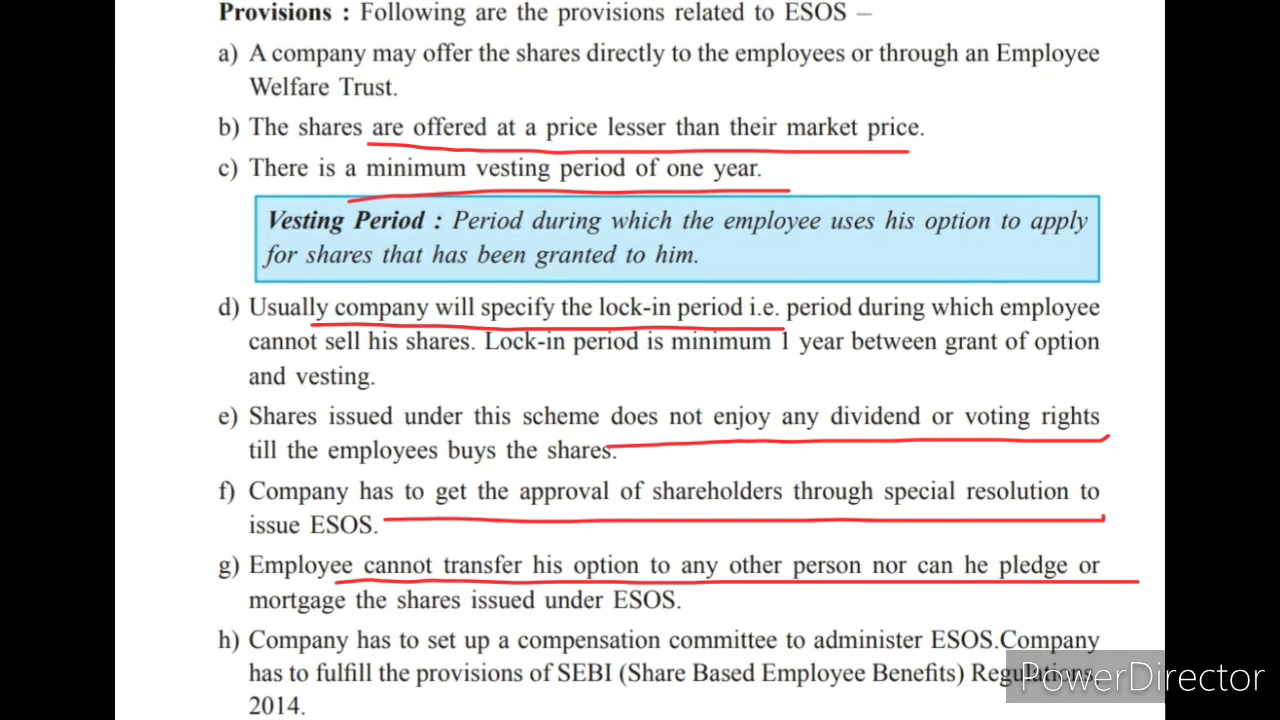 Provisions : Following are the provisions related to ESOS –
a) A company may offer the shares directly to the employees or through an Employee
Welfare Trust.
b) The shares are offered at a price lesser than their market price.
c) There is a minimum vesting period of one year.
Vesting Period : Period during which the employee uses his option to apply
for shares that has been granted to him.
d) Usually company will specify the lock-in period i.e. period during which employee
cannot sell his shares. Lock-in period is minimum 1 year between grant of option
and vesting.
e) Shares issued under this scheme does not enjoy any dividend or voting rights
till the employees buys the shares.
f) Company has to get the approval of shareholders through special resolution to
issue ESOS.
g) Employee cannot transfer his option to any other person nor can he pledge or
mortgage the shares issued under ESOS.
h) Company has to set up a compensation committee to administer ESOS.Company
has to fulfill the provisions of SEBI (Share Based Employee Benefits) Regulations,
2014.
PowerDirector